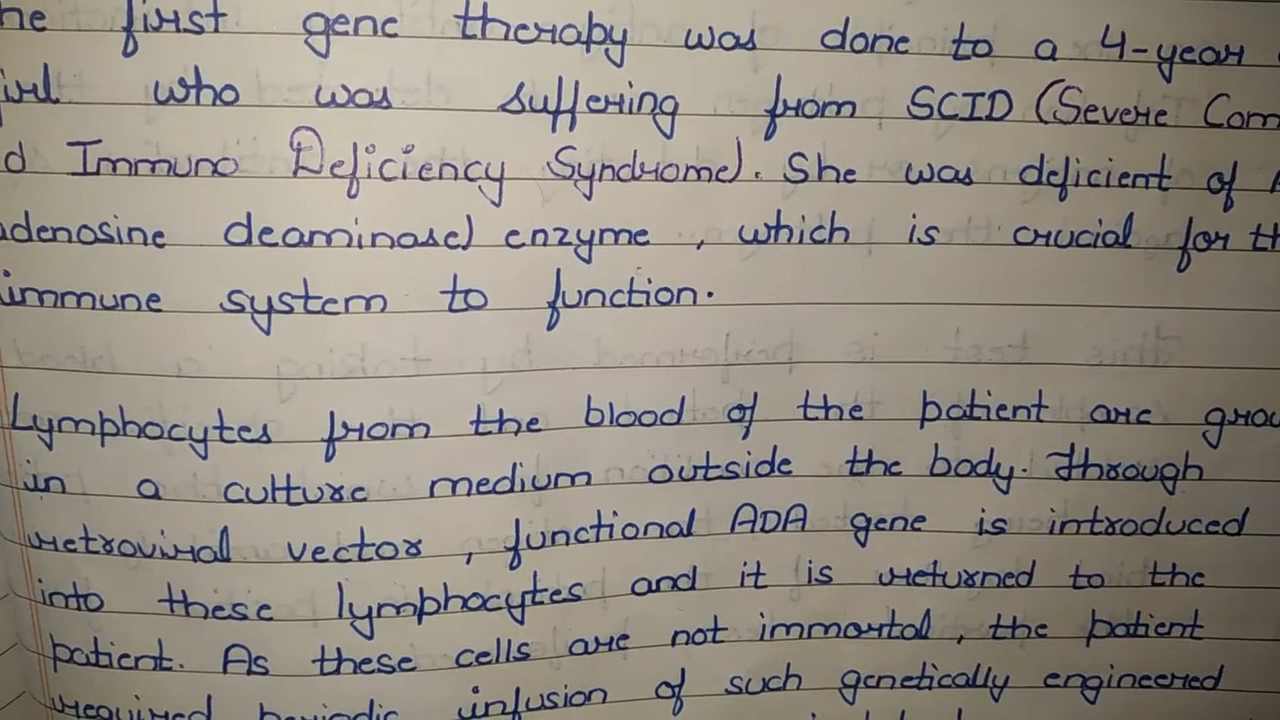 he first gene therapy was done to a 4-year
irl who was suffering from SCID (Severe Com
d Immuno Deficiency Syndrome). She was deficient of
adenosine deaminase) enzyme, which is crucial for th
immune system to function.
Lymphocytes from the blood of the patient are grow
in a culture medium outside the body. Through
retroviral vector, functional ADA gene is introduced
into these lymphocytes and it is returned to the
patient. As these cells are not immortal, the patient
required periodic infusion of such genetically engineered